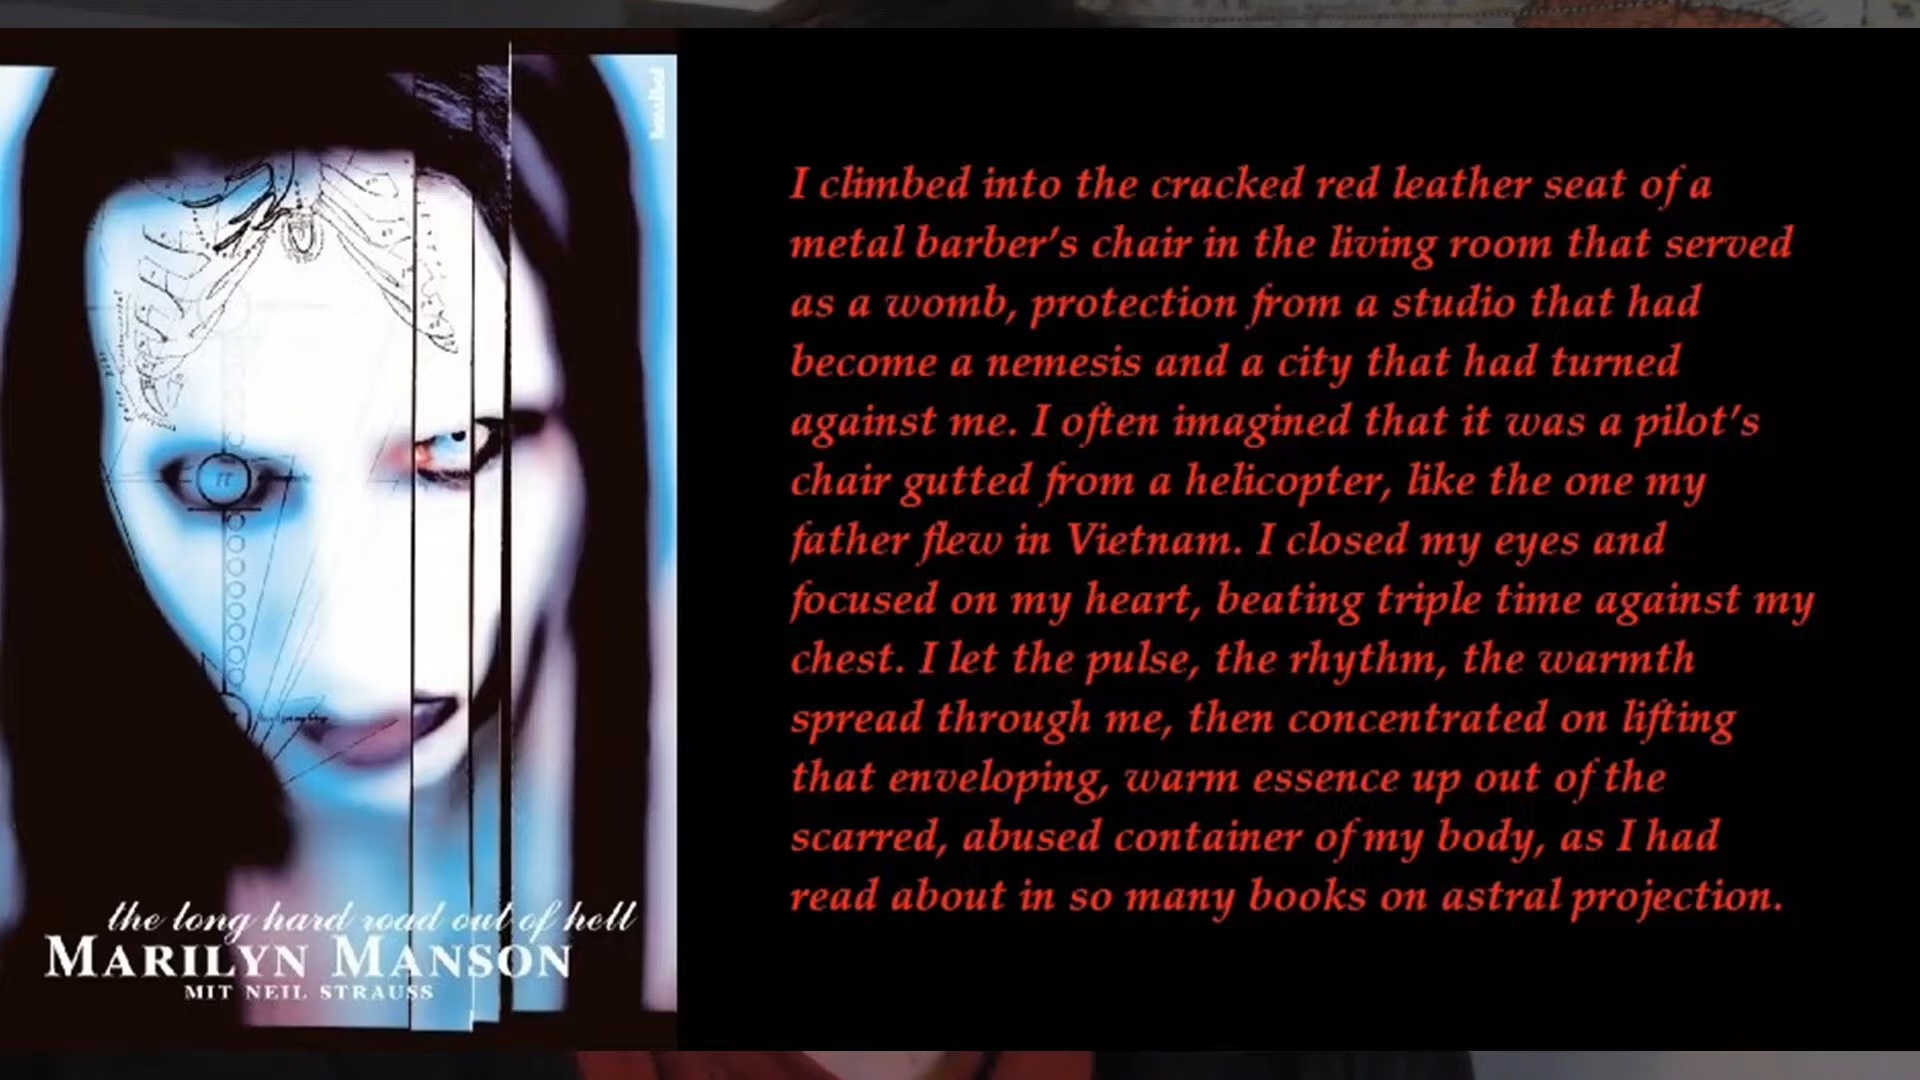 the long hard road out of hell
MARILYN MANSON
MIT NEIL STRAUSS
I climbed into the cracked red leather seat of a
metal barber's chair in the living room that served
as a womb, protection from a studio that had
become a nemesis and a city that had turned
against me. I often imagined that it was a pilot's
chair gutted from a helicopter, like the one my
father flew in Vietnam. I closed my eyes and
focused on my heart, beating triple time against my
chest. I let the pulse, the rhythm, the warmth
spread through me, then concentrated on lifting
that enveloping, warm essence up out of the
scarred, abused container of my body, as I had
read about in so many books on astral projection.